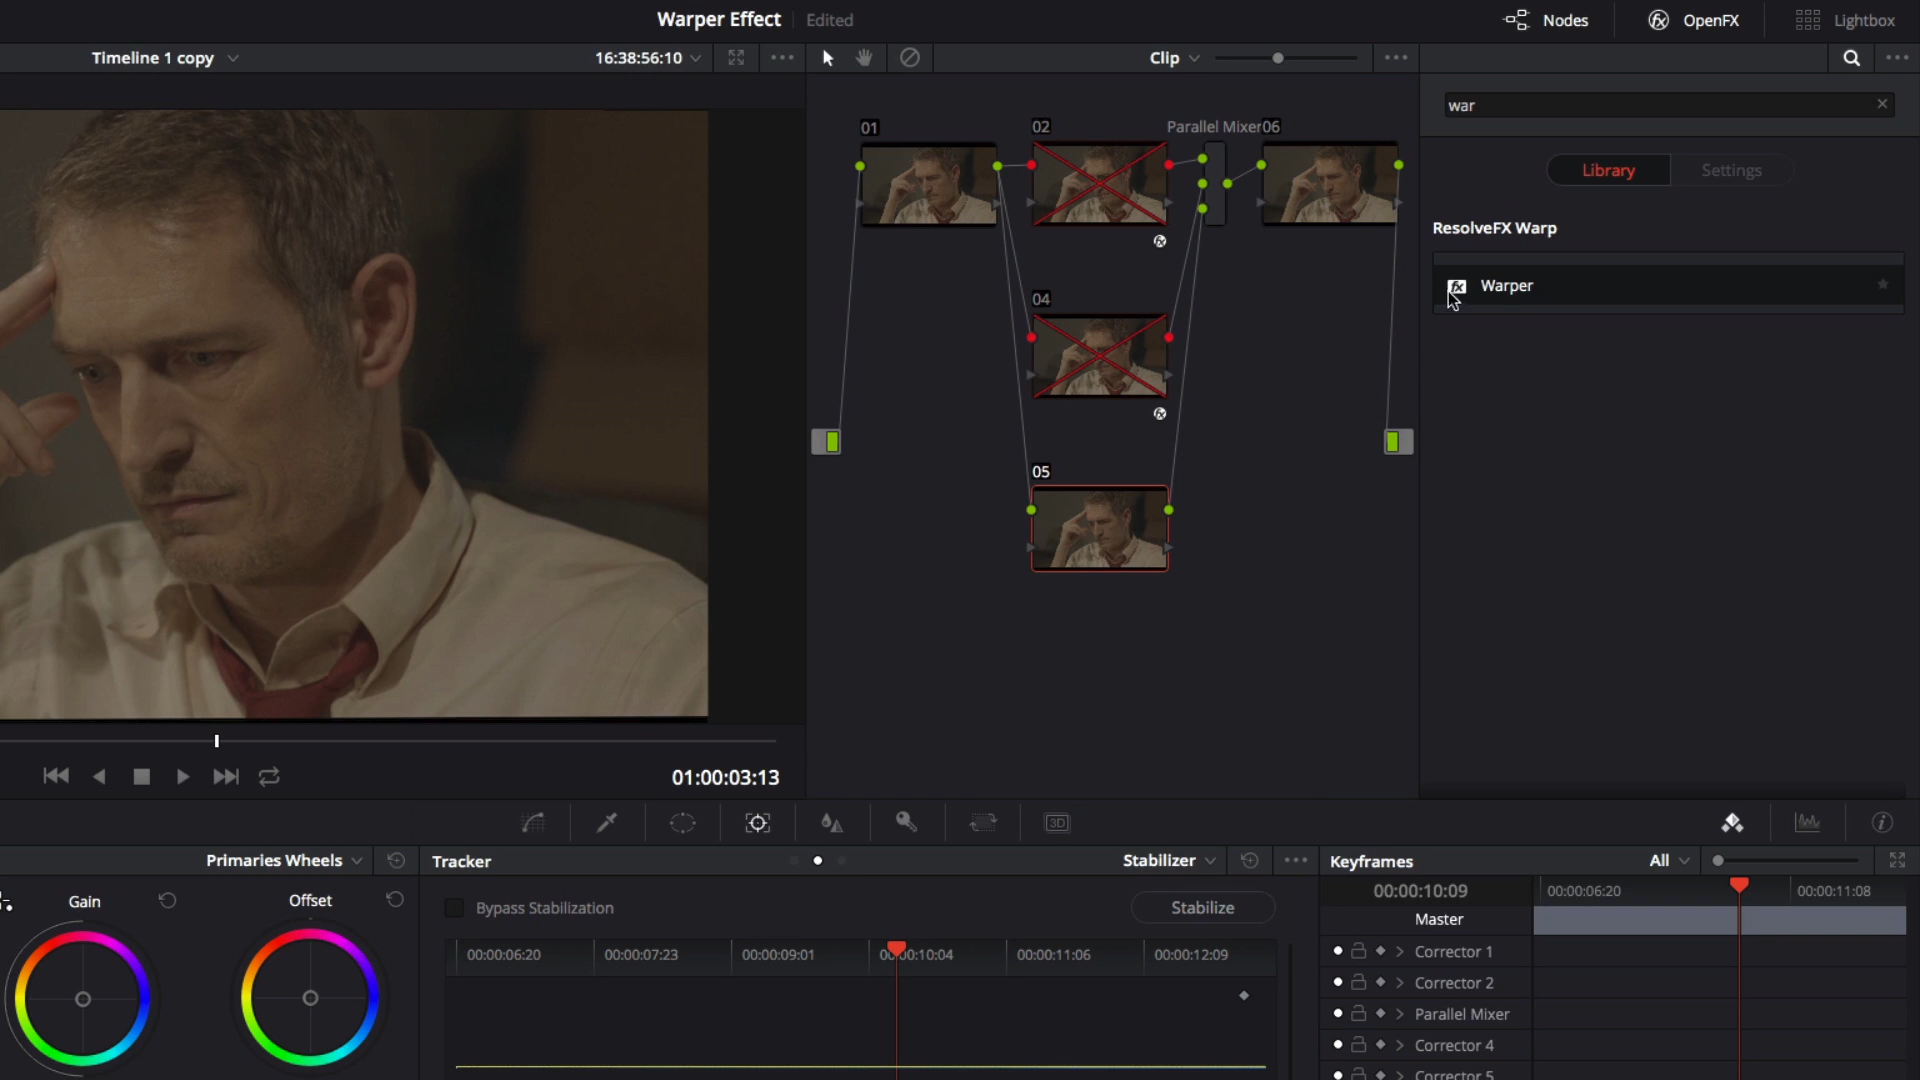 Warper Effect Edited
Nodes OpenFX Lightbox
Timeline 1 copy 16:38:56:10 Clip
war
01 02 Parallel Mixer 06
Library Settings
ResolveFX Warp
fx Warper
04
05
01:00:03:13
3D
Primaries Wheels Tracker Stabilizer Keyframes All
Gain Offset
Bypass Stabilization Stabilize
00:00:10:09 00:00:06:20 00:00:11:08
Master
00:00:06:20 00:00:07:23 00:00:09:01 00:00:10:04 00:00:11:06 00:00:12:09
Corrector 1
Corrector 2
Parallel Mixer
Corrector 4
Corrector 5